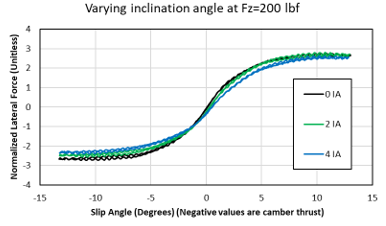 Varying inclination angle at Fz=200 lbf
Normalized Lateral Force (Unitless)
4
3
2
1
0
-1
-2
-3
-4
-15
-10
-5
0
5
10
15
0 IA
2 IA
4 IA
Slip Angle (Degrees) (Negative values are camber thrust)